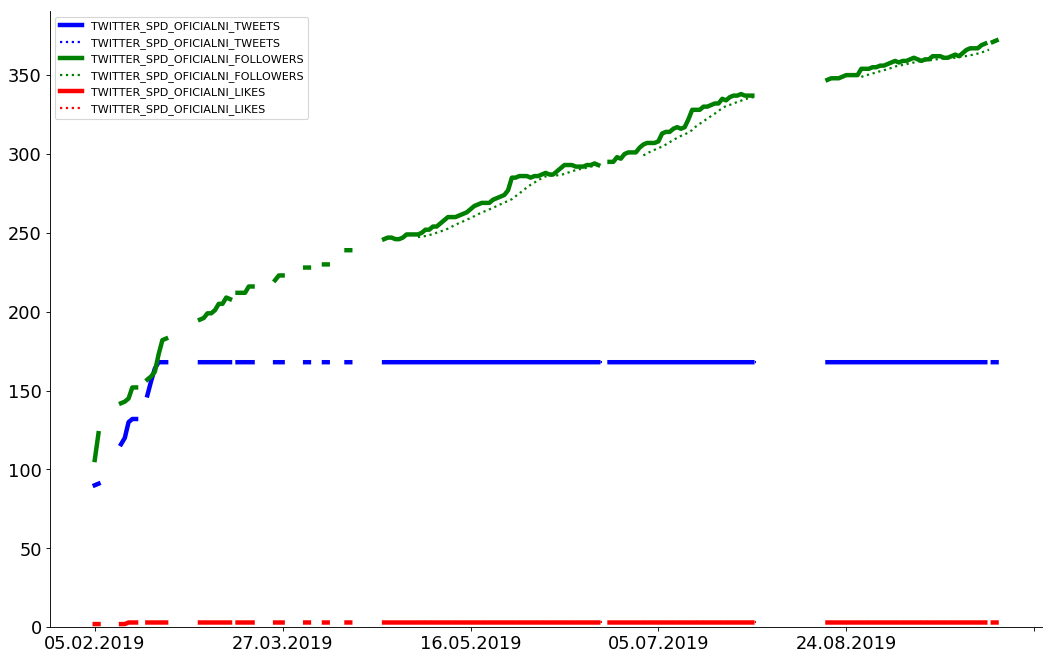 TWITTER_SPD_OFICIALNI_TWEETS
TWITTER_SPD_OFICIALNI_TWEETS
TWITTER_SPD_OFICIALNI_FOLLOWERS
TWITTER_SPD_OFICIALNI_FOLLOWERS
TWITTER_SPD_OFICIALNI_LIKES
TWITTER_SPD_OFICIALNI_LIKES
350
300
250
200
150
100
50
0
05.02.2019 27.03.2019 16.05.2019 05.07.2019 24.08.2019